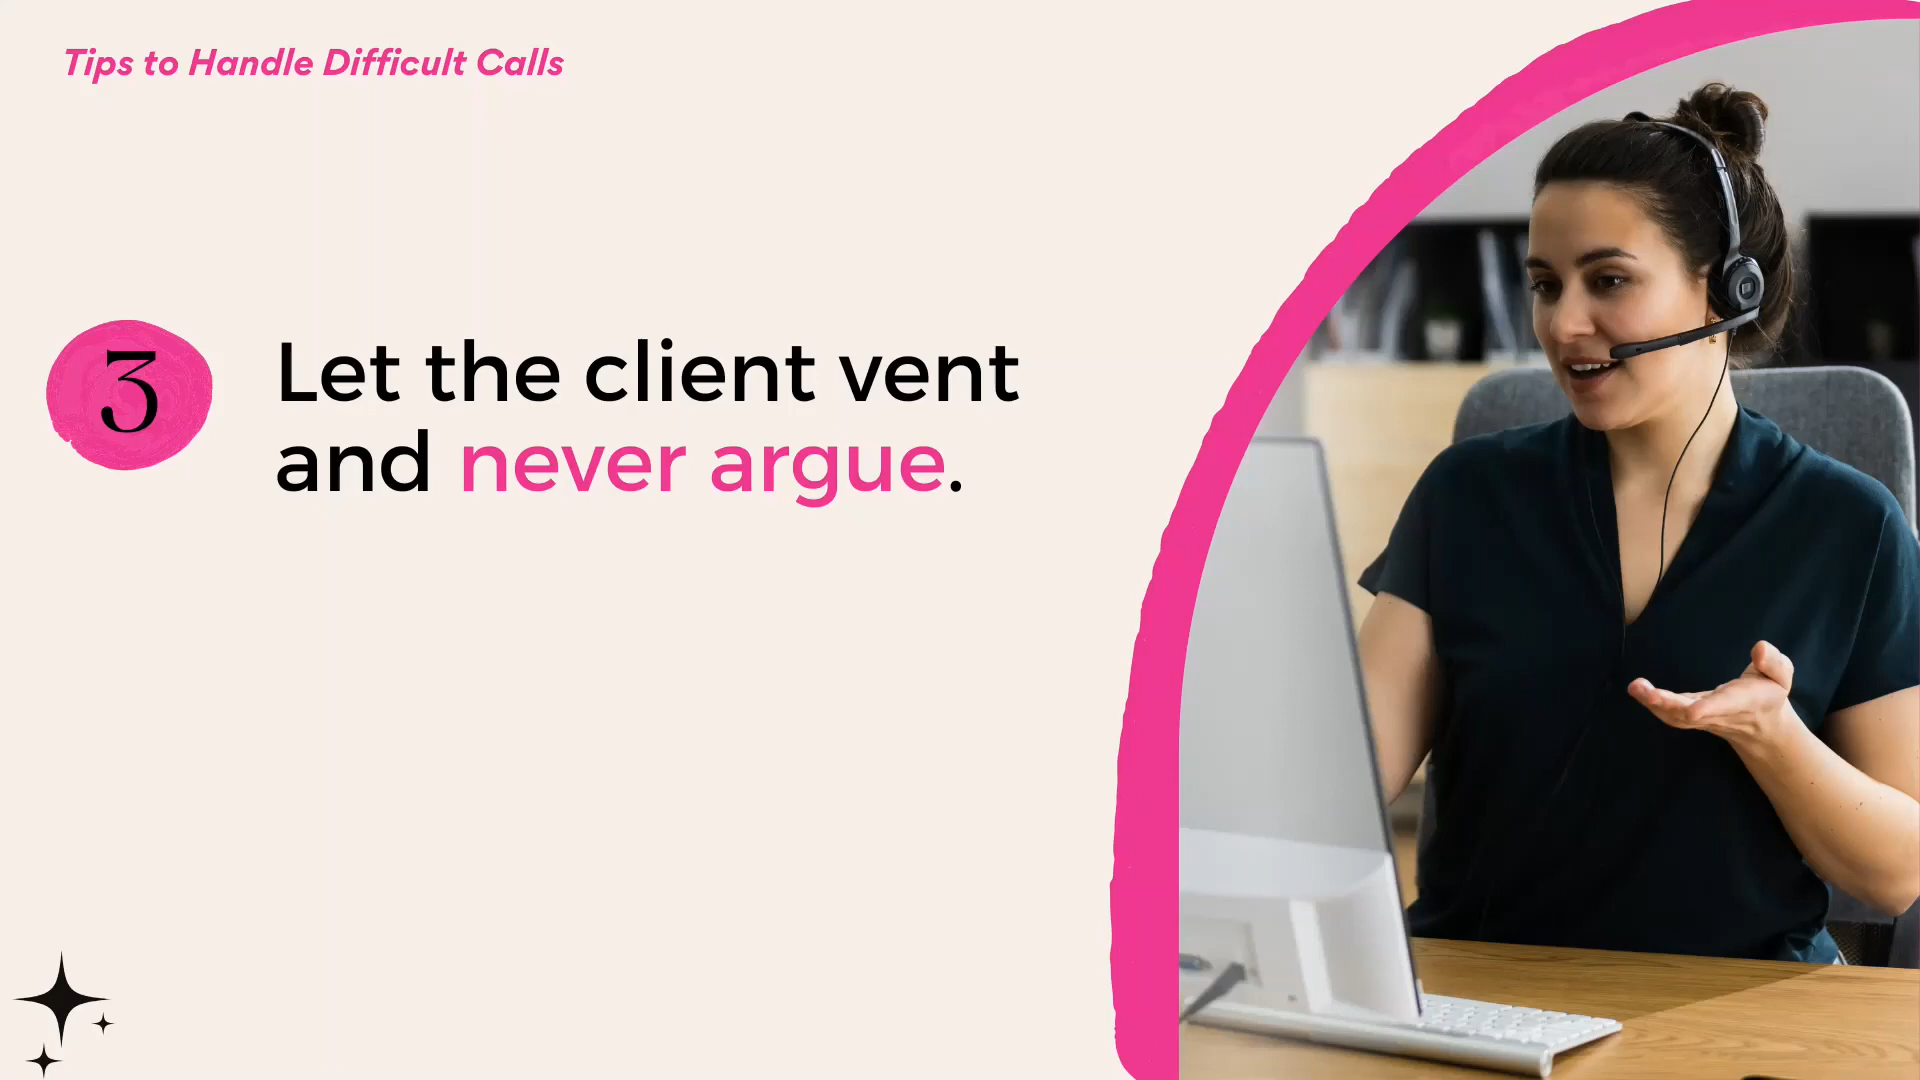 Tips to Handle Difficult Calls
3
Let the client vent
and never argue.